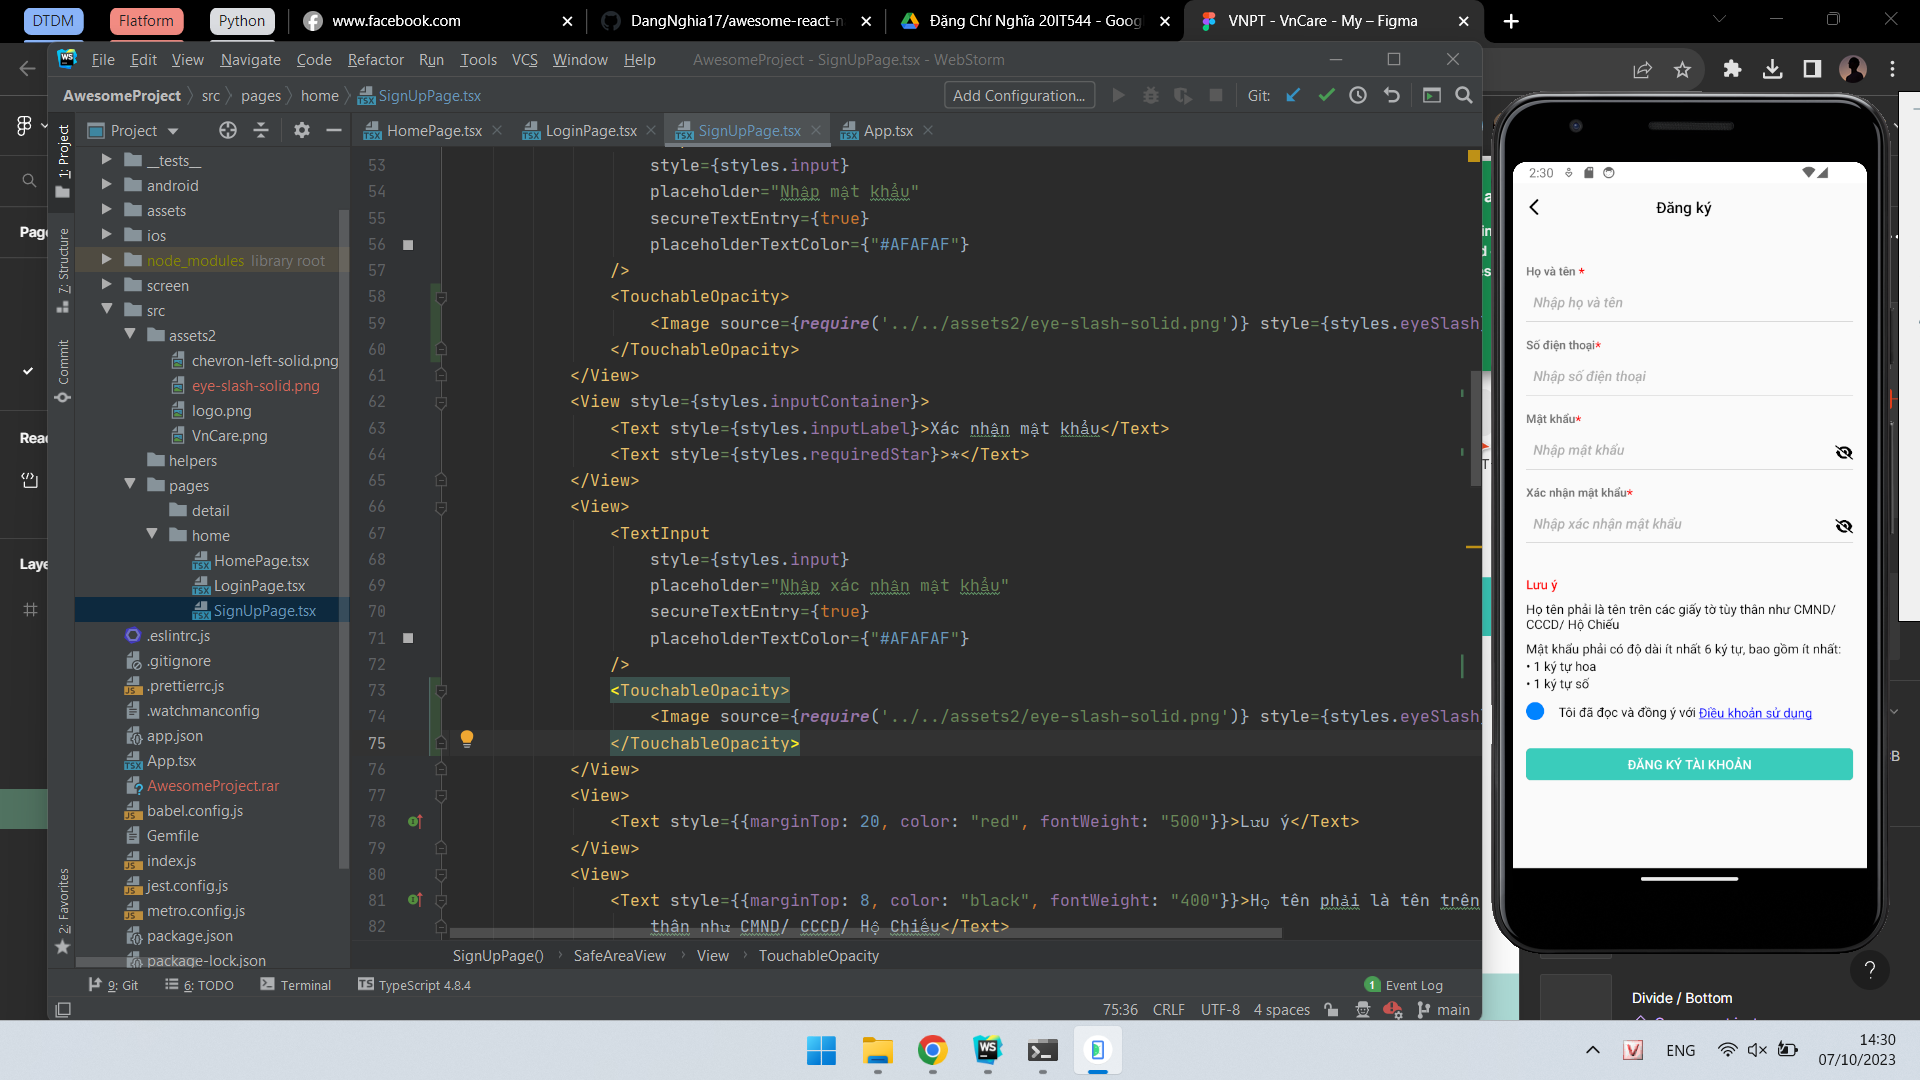 DTDM
Flatform
Python
www.facebook.com
DangNghia17/awesome-react-n
Đặng Chí Nghĩa 20IT544 - Goog
VNPT - VnCare - My – Figma
File Edit View Navigate Code Refactor Run Tools VCS Window Help
AwesomeProject - SignUpPage.tsx - WebStorm
AwesomeProject src pages home SignUpPage.tsx
Add Configuration...
Git:
Project
HomePage.tsx
LoginPage.tsx
SignUpPage.tsx
App.tsx
1: Project
7: Structure
Commit
2: Favorites
Page
Read
Laye
__tests__
android
assets
ios
node_modules library root
screen
src
assets2
chevron-left-solid.png
eye-slash-solid.png
logo.png
VnCare.png
helpers
pages
detail
home
HomePage.tsx
LoginPage.tsx
SignUpPage.tsx
.eslintrc.js
.gitignore
.prettierrc.js
.watchmanconfig
app.json
App.tsx
AwesomeProject.rar
babel.config.js
Gemfile
index.js
jest.config.js
metro.config.js
package.json
package-lock.json
53 style={styles.input}
54 placeholder="Nhập mật khẩu"
55 secureTextEntry={true}
56 placeholderTextColor={"#AFAFAF"}
57 />
58 <TouchableOpacity>
59 <Image source={require('../../assets2/eye-slash-solid.png')} style={styles.eyeSlash
60 </TouchableOpacity>
61 </View>
62 <View style={styles.inputContainer}>
63 <Text style={styles.inputLabel}>Xác nhận mật khẩu</Text>
64 <Text style={styles.requiredStar}>*</Text>
65 </View>
66 <View>
67 <TextInput
68 style={styles.input}
69 placeholder="Nhập xác nhận mật khẩu"
70 secureTextEntry={true}
71 placeholderTextColor={"#AFAFAF"}
72 />
73 <TouchableOpacity>
74 <Image source={require('../../assets2/eye-slash-solid.png')} style={styles.eyeSlash
75 </TouchableOpacity>
76 </View>
77 <View>
78 <Text style={{marginTop: 20, color: "red", fontWeight: "500"}}>Lưu ý</Text>
79 </View>
80 <View>
81 <Text style={{marginTop: 8, color: "black", fontWeight: "400"}}>Họ tên phải là tên trên
82 thân như CMND/ CCCD/ Hộ Chiếu</Text>
SignUpPage() SafeAreaView View TouchableOpacity
9: Git
6: TODO
Terminal
TypeScript 4.8.4
1 Event Log
75:36 CRLF UTF-8 4 spaces main
2:30
Đăng ký
Họ và tên *
Nhập họ và tên
Số điện thoại*
Nhập số điện thoại
Mật khẩu*
Nhập mật khẩu
Xác nhận mật khẩu*
Nhập xác nhận mật khẩu
Lưu ý
Họ tên phải là tên trên các giấy tờ tùy thân như CMND/
CCCD/ Hộ Chiếu
Mật khẩu phải có độ dài ít nhất 6 ký tự, bao gồm ít nhất:
• 1 ký tự hoa
• 1 ký tự số
Tôi đã đọc và đồng ý với Điều khoản sử dụng
ĐĂNG KÝ TÀI KHOẢN
?
Divide / Bottom
ENG
14:30
07/10/2023